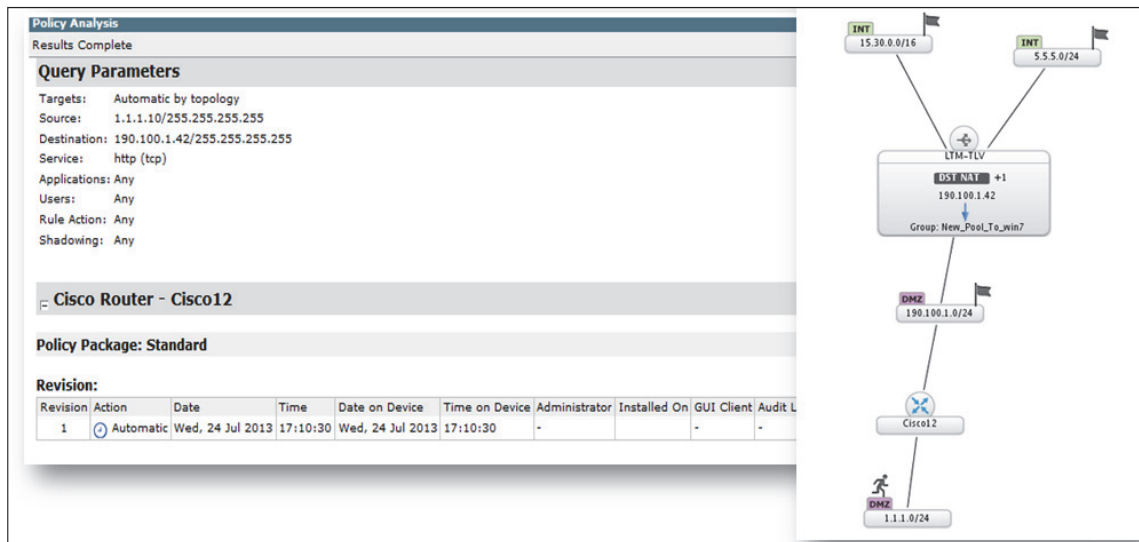 Policy Analysis
Results Complete
Query Parameters
Targets: Automatic by topology
Source: 1.1.1.10/255.255.255.255
Destination: 190.100.1.42/255.255.255.255
Service: http (tcp)
Applications: Any
Users: Any
Rule Action: Any
Shadowing: Any
Cisco Router - Cisco12
Policy Package: Standard
Revision:
Revision Action Date Time Date on Device Time on Device Administrator Installed On GUI Client Audit L
1 Automatic Wed, 24 Jul 2013 17:10:30 Wed, 24 Jul 2013 17:10:30 - - -
INT
15.30.0.0/16
INT
5.5.5.0/24
LTM-TLV
DST NAT +1
190.100.1.42
Group: New_Pool_To_win7
DMZ
190.100.1.0/24
Cisco12
DMZ
1.1.1.0/24